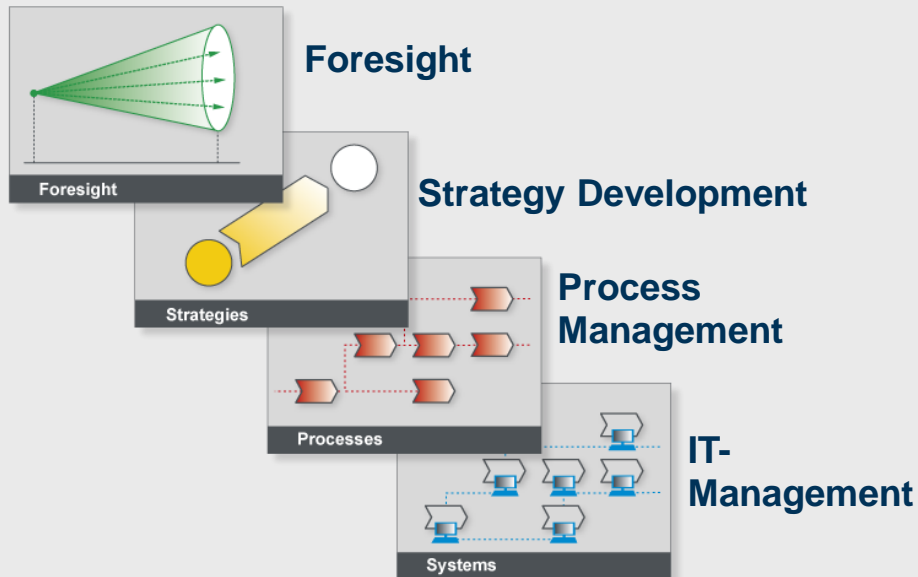 Foresight
Foresight
Strategy Development
Strategies
Process
Management
Processes
IT-
Management
Systems